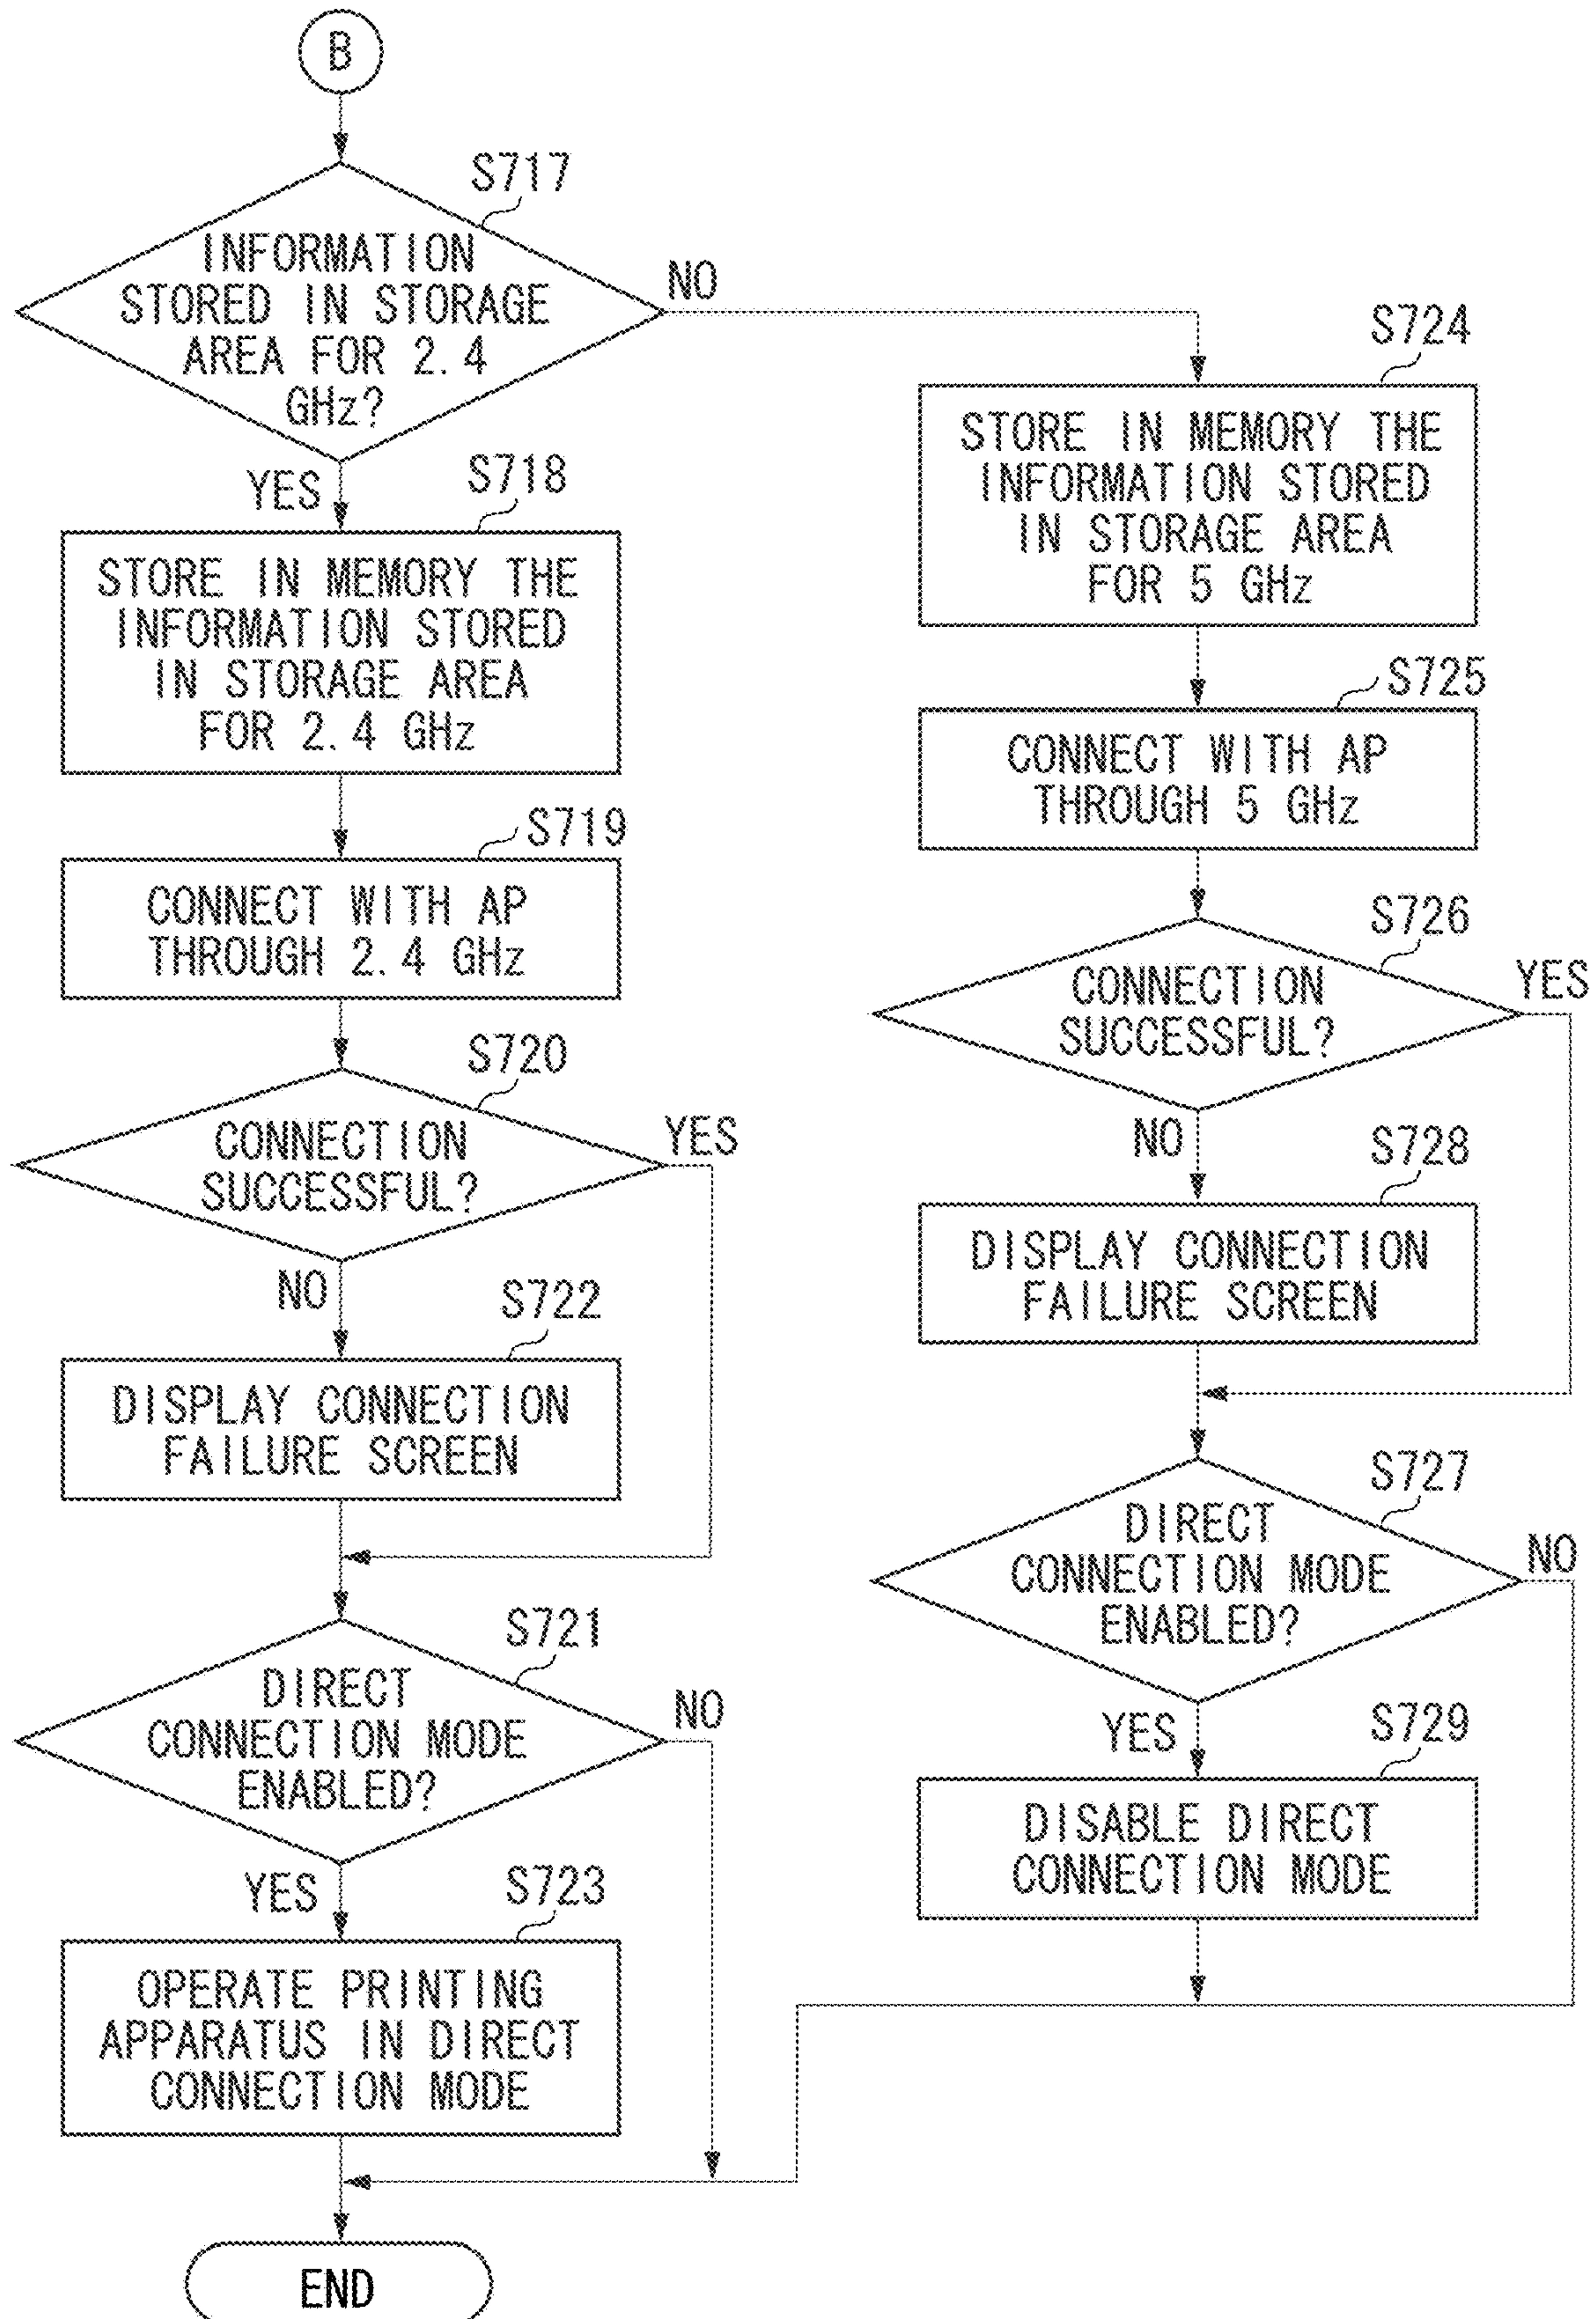 B
S717
INFORMATION
STORED IN STORAGE
AREA FOR 2.4
GHz?
NO
YES
S718
STORE IN MEMORY THE
INFORMATION STORED
IN STORAGE AREA
FOR 2.4 GHz
S719
CONNECT WITH AP
THROUGH 2.4 GHz
S720
CONNECTION
SUCCESSFUL?
YES
NO
S722
DISPLAY CONNECTION
FAILURE SCREEN
S721
DIRECT
CONNECTION MODE
ENABLED?
NO
YES
S723
OPERATE PRINTING
APPARATUS IN DIRECT
CONNECTION MODE
END
S724
STORE IN MEMORY THE
INFORMATION STORED
IN STORAGE AREA
FOR 5 GHz
S725
CONNECT WITH AP
THROUGH 5 GHz
S726
CONNECTION
SUCCESSFUL?
YES
NO
S728
DISPLAY CONNECTION
FAILURE SCREEN
S727
DIRECT
CONNECTION MODE
ENABLED?
NO
YES
S729
DISABLE DIRECT
CONNECTION MODE